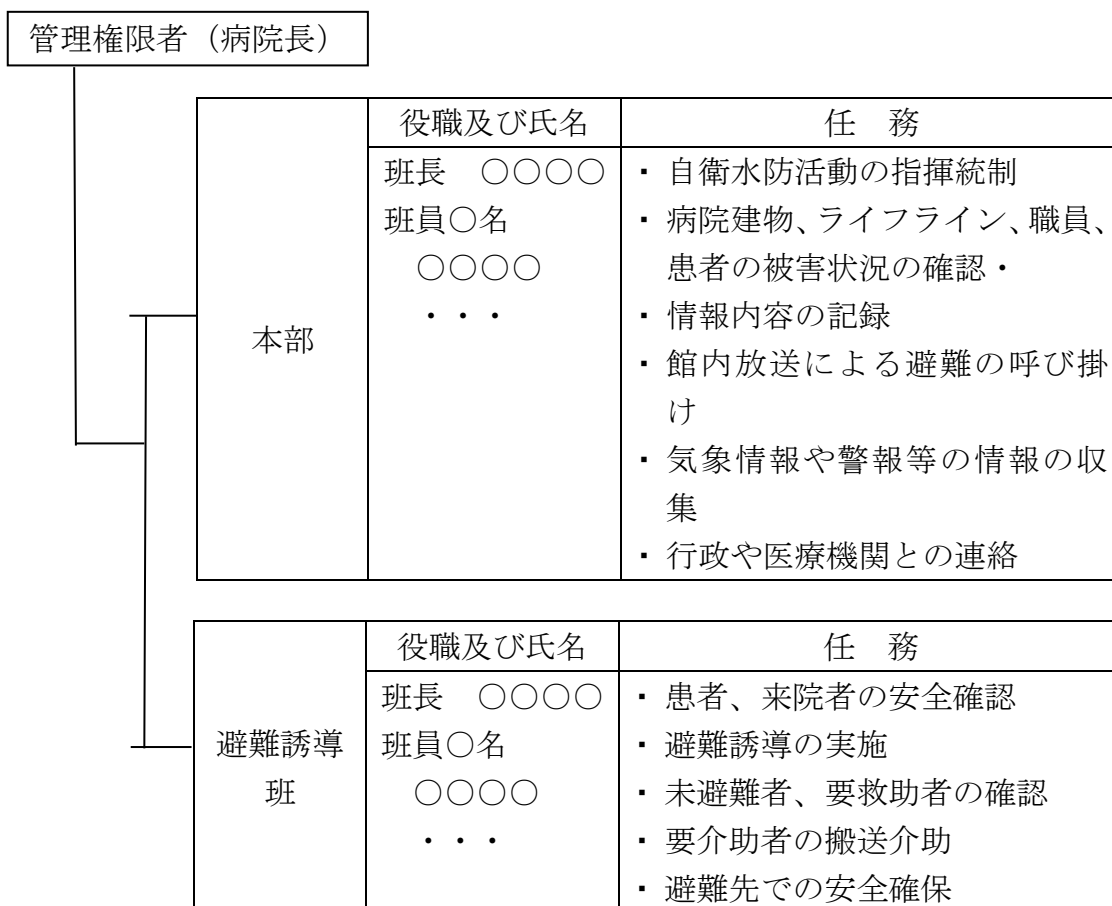 管理権限者（病院長）
役職及び氏名 任　務
本部
班長　○○○○
班員○名
○○○○
・・・
・ 自衛水防活動の指揮統制
・ 病院建物、ライフライン、職員、
患者の被害状況の確認・
・ 情報内容の記録
・ 館内放送による避難の呼び掛
け
・ 気象情報や警報等の情報の収
集
・ 行政や医療機関との連絡
役職及び氏名 任　務
避難誘導
班
班長　○○○○
班員○名
○○○○
・・・
・ 患者、来院者の安全確認
・ 避難誘導の実施
・ 未避難者、要救助者の確認
・ 要介助者の搬送介助
・ 避難先での安全確保